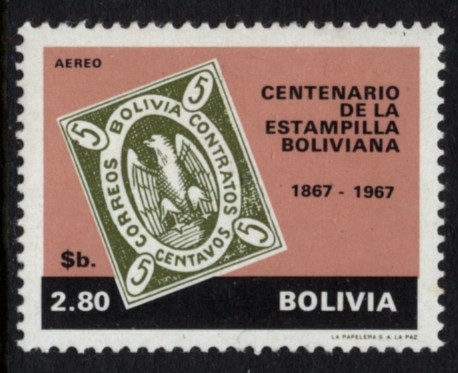 AEREO
CENTENARIO
DE LA
ESTAMPILLA
BOLIVIANA
1867 - 1967
5 5
CORREOS BOLIVIA CONTRATOS
CENTAVOS
5 5
$b.
2.80 BOLIVIA
LA PAPELERA S. A. LA PAZ